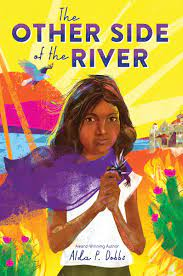 The
OTHER SIDE
of the RIVER
Award-Winning Author
Alda P. Dobbs